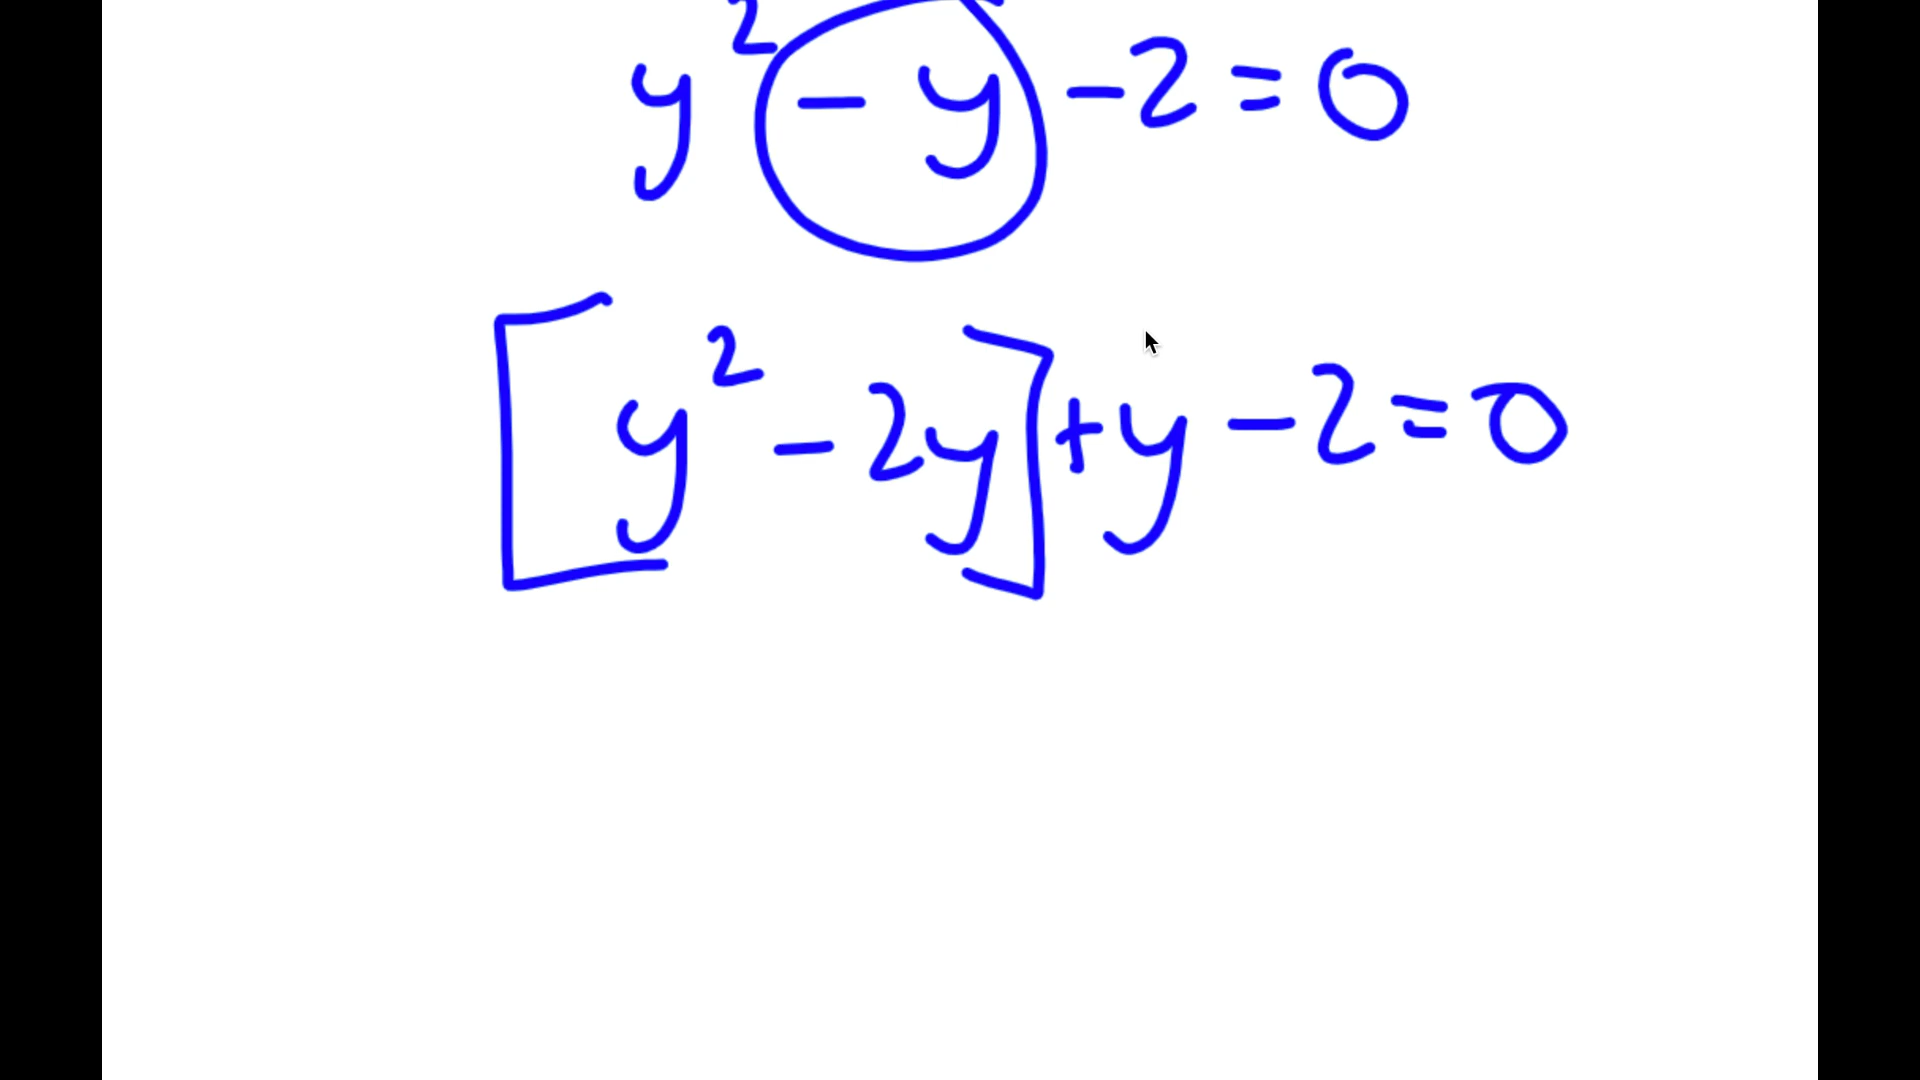 y² - y - 2 = 0
[y² - 2y] + y - 2 = 0